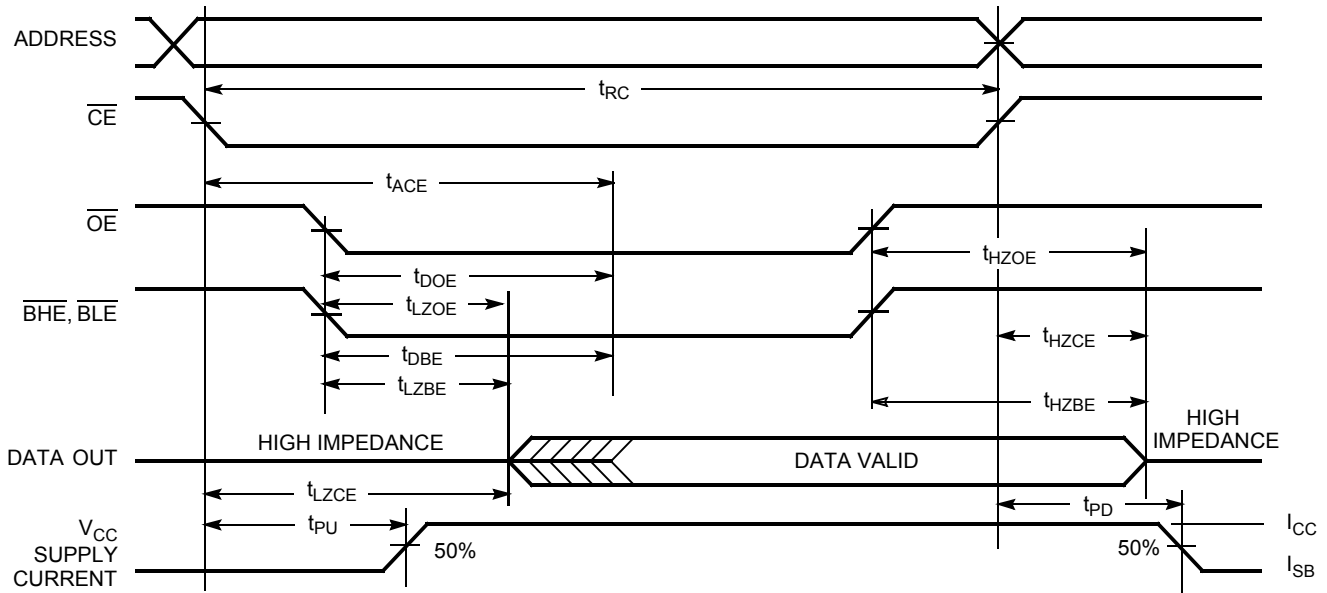 ADDRESS
tRC
CE
tACE
OE
tHZOE
tDOE
tLZOE
BHE, BLE
tHZCE
tDBE
tLZBE
tHZBE
HIGH
IMPEDANCE
HIGH IMPEDANCE
DATA OUT
DATA VALID
tLZCE
tPD
tPU
VCC
SUPPLY
CURRENT
50%
50%
ICC
ISB